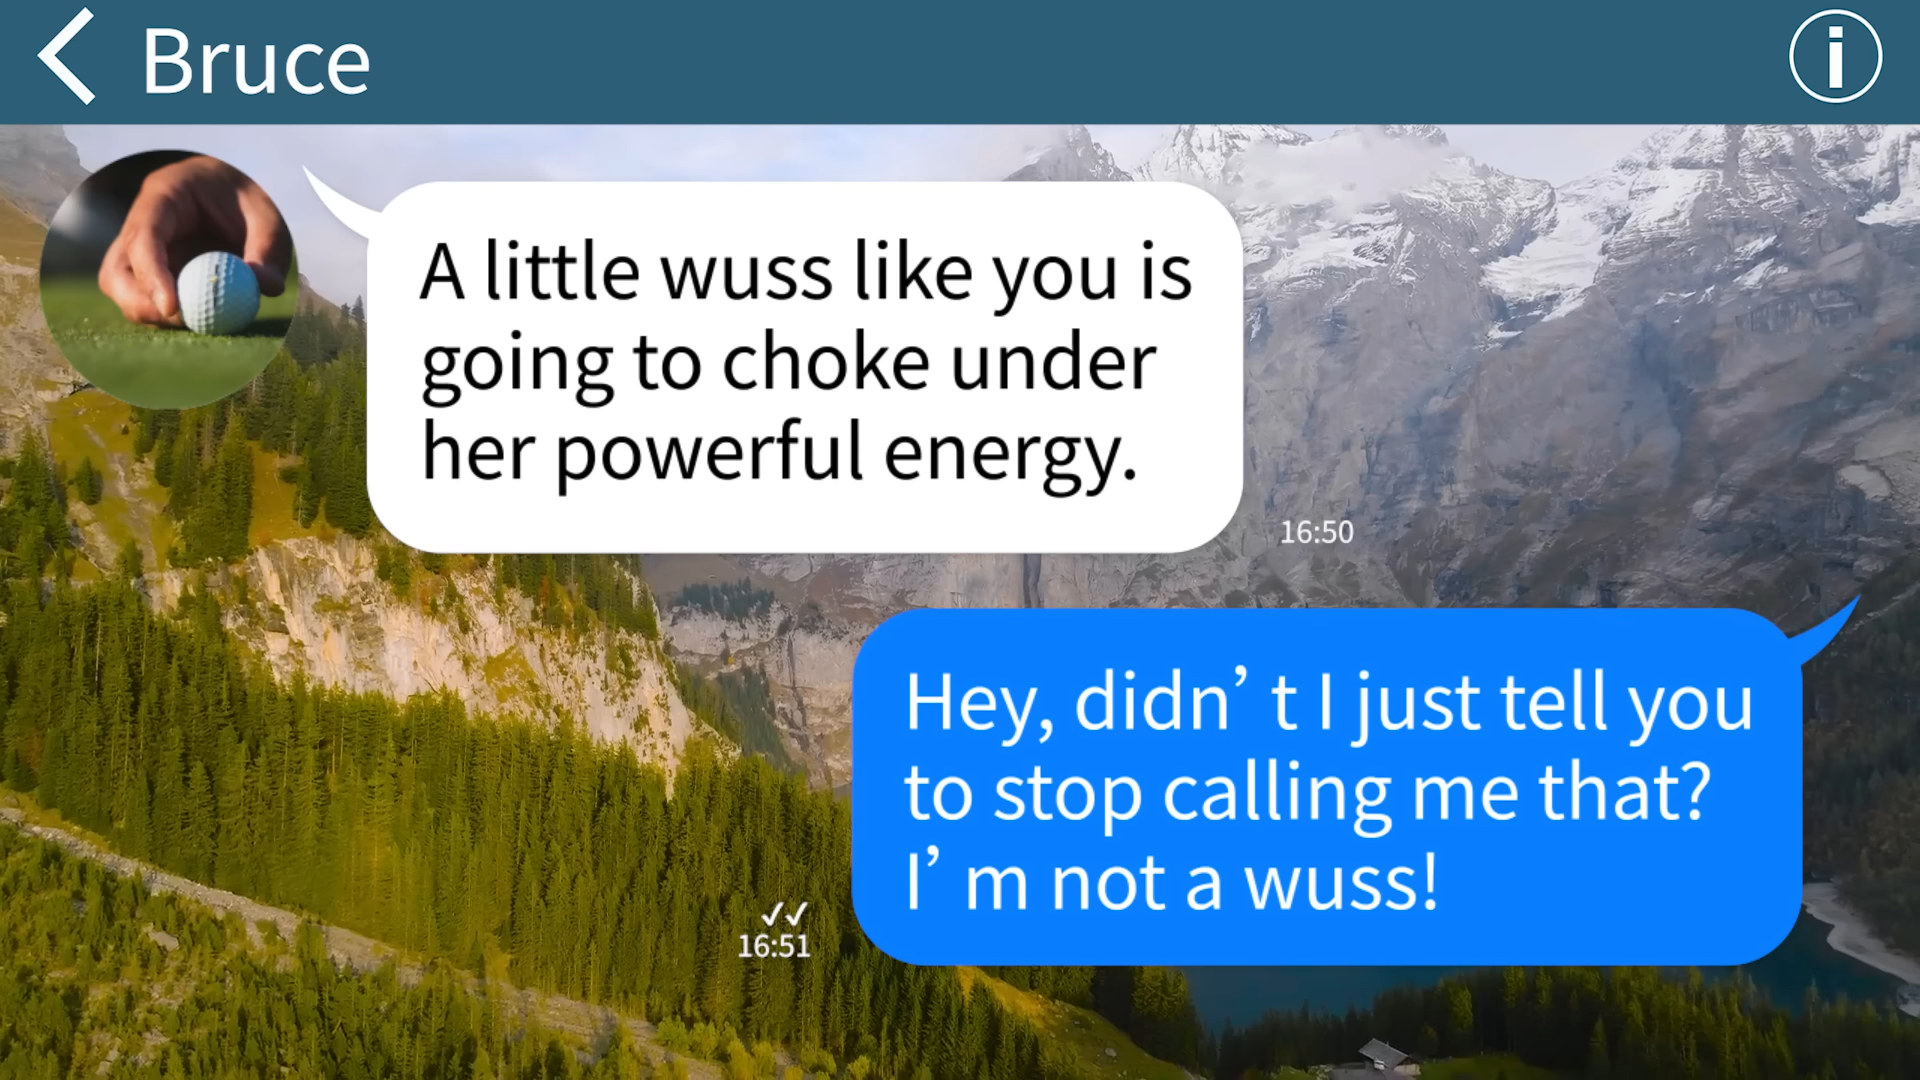 Bruce
A little wuss like you is
going to choke under
her powerful energy.
16:50
Hey, didn’ t I just tell you
to stop calling me that?
I’ m not a wuss!
16:51